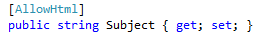 [AllowHtml]
public string Subject { get; set; }